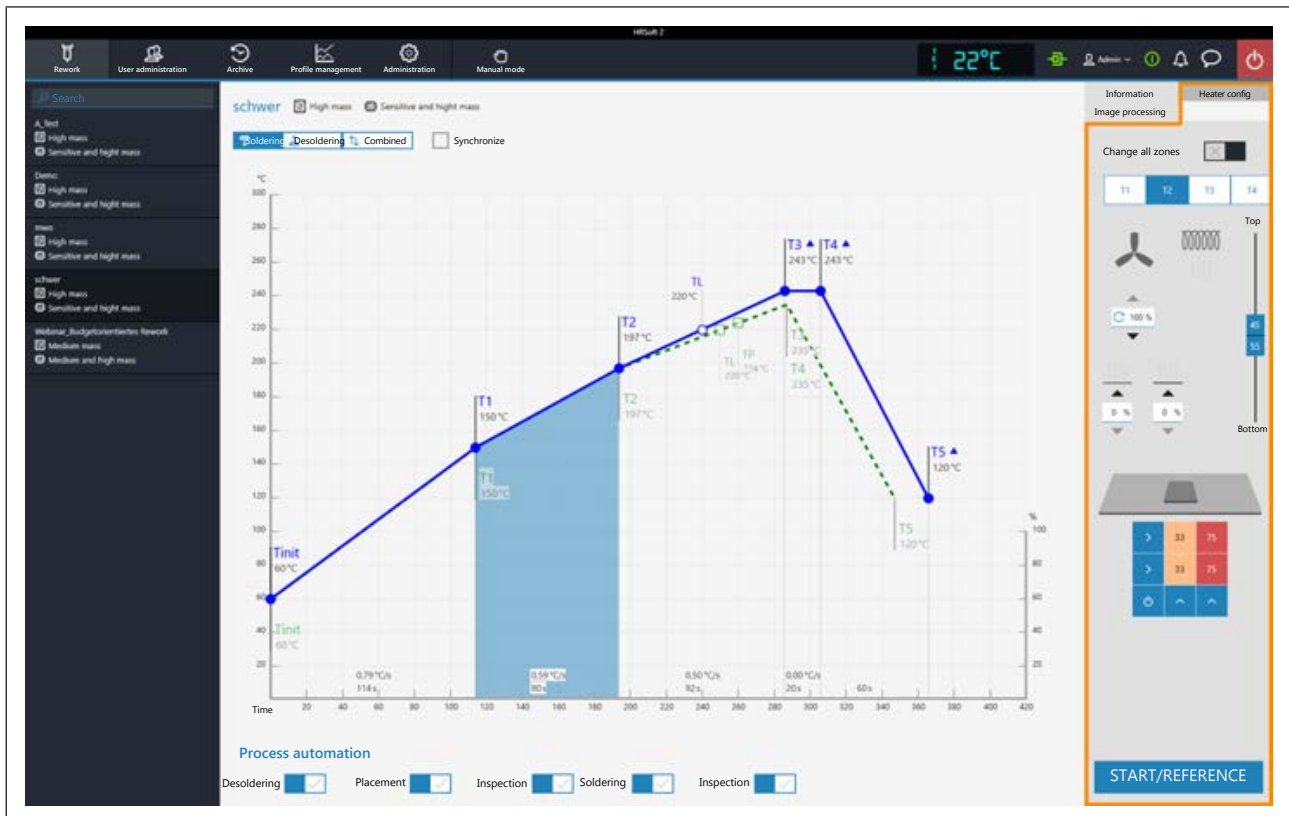 HRSoft 2
Rework User administration Archive Profile management Administration Manual mode 22°C Admin
Search
A_Test
High mass
Sensitive and hight mass
Demo
High mass
Sensitive and hight mass
High mass
Sensitive and hight mass
schwer
High mass
Sensitive and hight mass
Webinar_Budgetorientiertes Rework
Medium mass
Medium and high mass
schwer High mass Sensitive and hight mass
Soldering Desoldering Combined Synchronize
°C
300
280
260
240
220
200
180
160
140
120
100
80
60
40
20
Tinit
60°C
Tinit
60°C
T1
150°C
T1
150°C
T2
197°C
T2
197°C
TL
220°C
TL
220°C
TP
T3
243°C
T4
243°C
T3
235°C
T4
235°C
T5
120°C
T5
120°C
%
100
80
60
40
20
0.79°C/s 0.59°C/s 0.50°C/s 0.00°C/s
114s 80s 92s 20s 60s
Time 20 40 60 80 100 120 140 160 180 200 220 240 260 280 300 320 340 360 380 400 420
Process automation
Desoldering Placement Inspection Soldering Inspection
Information Heater config
Image processing
Change all zones
T1 T2 T3 T4
Top
100 %
45
55
0 % 0 %
Bottom
33 75
33 75
START/REFERENCE